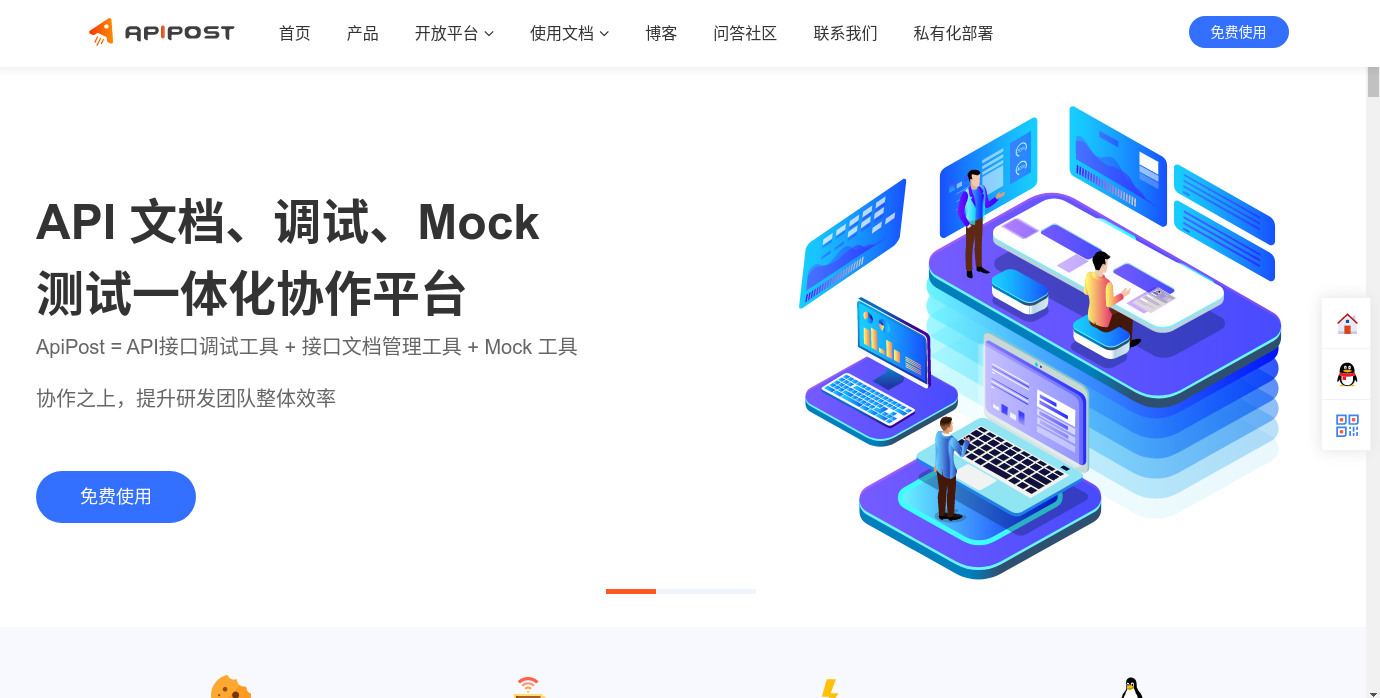 APIPOST 首页 产品 开放平台 使用文档 博客 问答社区 联系我们 私有化部署 免费使用
API 文档、调试、Mock
测试一体化协作平台
ApiPost = API接口调试工具 + 接口文档管理工具 + Mock 工具
协作之上，提升研发团队整体效率
免费使用